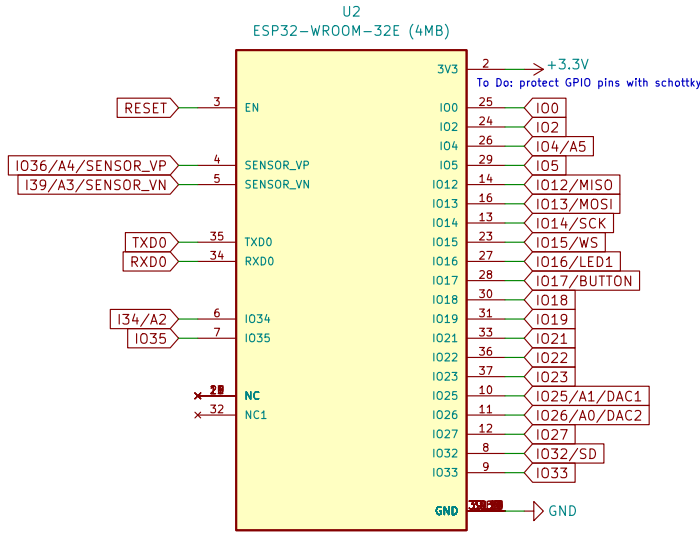 U2
ESP32-WROOM-32E (4MB)
3V3 2 +3.3V
To Do: protect GPIO pins with schottky
RESET 3 EN IO0 25 IO0
IO2 24 IO2
IO4 26 IO4/A5
IO36/A4/SENSOR_VP 4 SENSOR_VP IO5 29 IO5
I39/A3/SENSOR_VN 5 SENSOR_VN IO12 14 IO12/MISO
IO13 16 IO13/MOSI
IO14 13 IO14/SCK
TXD0 35 TXD0 IO15 23 IO15/WS
RXD0 34 RXD0 IO16 27 IO16/LED1
IO17 28 IO17/BUTTON
IO18 30 IO18
I34/A2 6 IO34 IO19 31 IO19
IO35 7 IO35 IO21 33 IO21
IO22 36 IO22
IO23 37 IO23
NC IO25 10 IO25/A1/DAC1
32 NC1 IO26 11 IO26/A0/DAC2
IO27 12 IO27
IO32 8 IO32/SD
IO33 9 IO33
GND GND